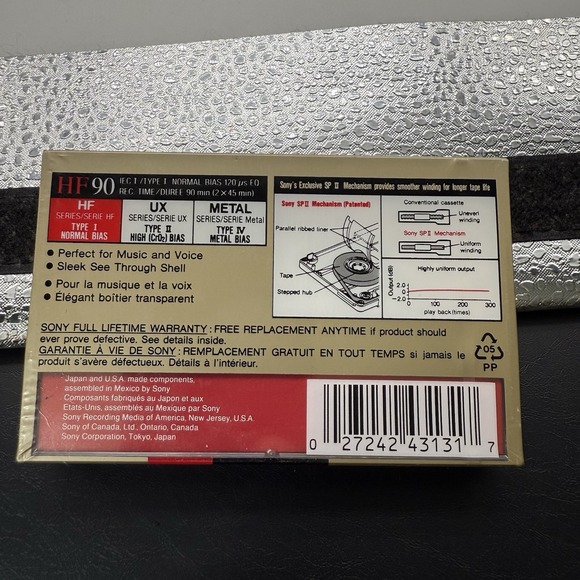 HF 90 IEC I/TYPE I NORMAL BIAS 120 μs EQ
REC. TIME/DUREE 90 min (2×45 min)
HF
SERIES/SERIE HF
TYPE I
NORMAL BIAS
UX
SERIES/SERIE UX
TYPE II
HIGH (CrO₂) BIAS
METAL
SERIES/SERIE Metal
TYPE IV
METAL BIAS
• Perfect for Music and Voice
• Sleek See Through Shell
• Pour la musique et la voix
• Élégant boîtier transparent
Sony's Exclusive SP II Mechanism provides smoother winding for longer tape life
Sony SPII Mechanism (Patented)
Parallel ribbed liner
Tape
Stepped hub
Conventional cassette
Uneven
winding
Sony SPII Mechanism
Uniform
winding
Highly uniform output
Output (dB)
2.0
0
-2.0
0 100 200 300
play back (times)
SONY FULL LIFETIME WARRANTY : FREE REPLACEMENT ANYTIME if product should
ever prove defective. See details inside.
GARANTIE À VIE DE SONY : REMPLACEMENT GRATUIT EN TOUT TEMPS si jamais le
produit s'avère défectueux. Détails à l'intérieur.
05
PP
Japan and U.S.A. made components,
assembled in Mexico by Sony
Composants fabriqués au Japon et aux
Etats-Unis, assemblés au Mexique par Sony
Sony Recording Media of America, New Jersey, U.S.A.
Sony of Canada, Ltd., Ontario, Canada
Sony Corporation, Tokyo, Japan
0 27242 43131 7